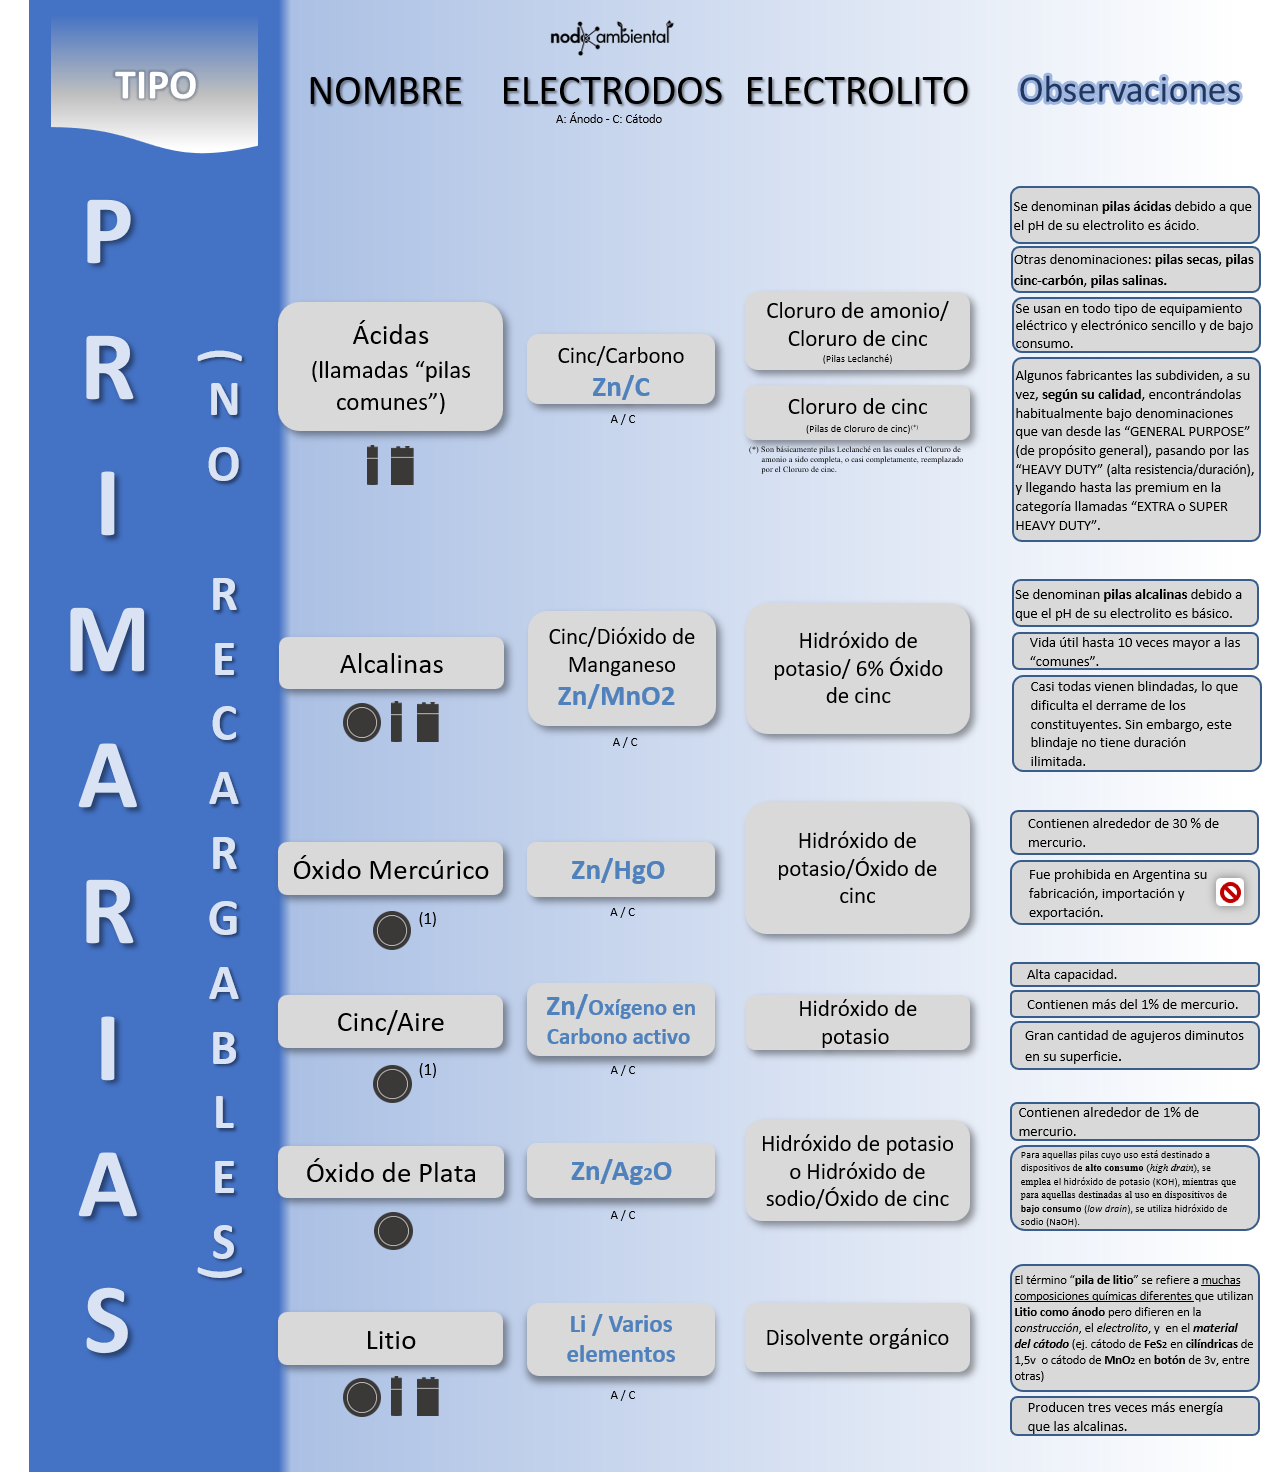 nodo ambiental
TIPO
NOMBRE
ELECTRODOS
A: Ánodo - C: Cátodo
ELECTROLITO
Observaciones
PRIMARIAS
(NO RECARGABLES)
Ácidas
(llamadas “pilas
comunes”)
Cinc/Carbono
Zn/C
A / C
Cloruro de amonio/
Cloruro de cinc
(Pilas Leclanché)
Cloruro de cinc
(Pilas de Cloruro de cinc)(*)
(*) Son básicamente pilas Leclanché en las cuales el Cloruro de
amonio a sido completa, o casi completamente, reemplazado
por el Cloruro de cinc.
Se denominan pilas ácidas debido a que
el pH de su electrolito es ácido.
Otras denominaciones: pilas secas, pilas
cinc-carbón, pilas salinas.
Se usan en todo tipo de equipamiento
eléctrico y electrónico sencillo y de bajo
consumo.
Algunos fabricantes las subdividen, a su
vez, según su calidad, encontrándolas
habitualmente bajo denominaciones
que van desde las “GENERAL PURPOSE”
(de propósito general), pasando por las
“HEAVY DUTY” (alta resistencia/duración),
y llegando hasta las premium en la
categoría llamadas “EXTRA o SUPER
HEAVY DUTY”.
Alcalinas
Cinc/Dióxido de
Manganeso
Zn/MnO2
A / C
Hidróxido de
potasio/ 6% Óxido
de cinc
Se denominan pilas alcalinas debido a
que el pH de su electrolito es básico.
Vida útil hasta 10 veces mayor a las
“comunes”.
Casi todas vienen blindadas, lo que
dificulta el derrame de los
constituyentes. Sin embargo, este
blindaje no tiene duración
ilimitada.
Óxido Mercúrico
(1)
Zn/HgO
A / C
Hidróxido de
potasio/Óxido de
cinc
Contienen alrededor de 30 % de
mercurio.
Fue prohibida en Argentina su
fabricación, importación y
exportación.
Cinc/Aire
(1)
Zn/Oxígeno en
Carbono activo
A / C
Hidróxido de
potasio
Alta capacidad.
Contienen más del 1% de mercurio.
Gran cantidad de agujeros diminutos
en su superficie.
Óxido de Plata
Zn/Ag2O
A / C
Hidróxido de potasio
o Hidróxido de
sodio/Óxido de cinc
Contienen alrededor de 1% de
mercurio.
Para aquellas pilas cuyo uso está destinado a
dispositivos de alto consumo (high drain), se
emplea el hidróxido de potasio (KOH), mientras que
para aquellas destinadas al uso en dispositivos de
bajo consumo (low drain), se utiliza hidróxido de
sodio (NaOH).
Litio
Li / Varios
elementos
A / C
Disolvente orgánico
El término “pila de litio” se refiere a muchas
composiciones químicas diferentes que utilizan
Litio como ánodo pero difieren en la
construcción, el electrolito, y en el material
del cátodo (ej. cátodo de FeS2 en cilíndricas de
1,5v o cátodo de MnO2 en botón de 3v, entre
otras)
Producen tres veces más energía
que las alcalinas.